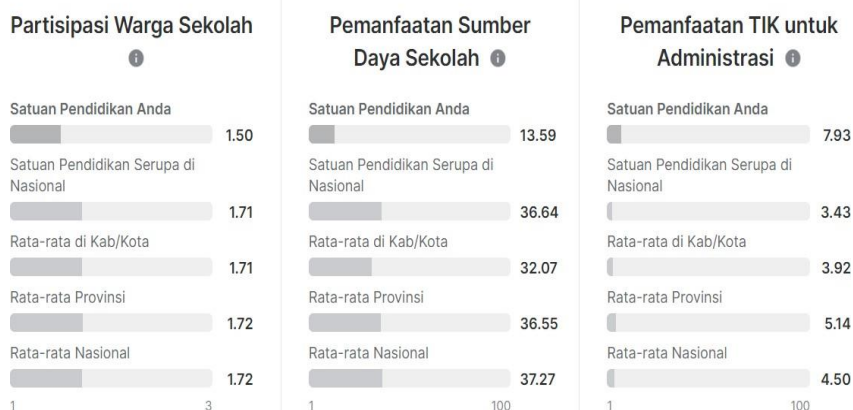 Partisipasi Warga Sekolah
Satuan Pendidikan Anda
1.50
Satuan Pendidikan Serupa di
Nasional
1.71
Rata-rata di Kab/Kota
1.71
Rata-rata Provinsi
1.72
Rata-rata Nasional
1.72
1 3
Pemanfaatan Sumber
Daya Sekolah
Satuan Pendidikan Anda
13.59
Satuan Pendidikan Serupa di
Nasional
36.64
Rata-rata di Kab/Kota
32.07
Rata-rata Provinsi
36.55
Rata-rata Nasional
37.27
1 100
Pemanfaatan TIK untuk
Administrasi
Satuan Pendidikan Anda
7.93
Satuan Pendidikan Serupa di
Nasional
3.43
Rata-rata di Kab/Kota
3.92
Rata-rata Provinsi
5.14
Rata-rata Nasional
4.50
1 100